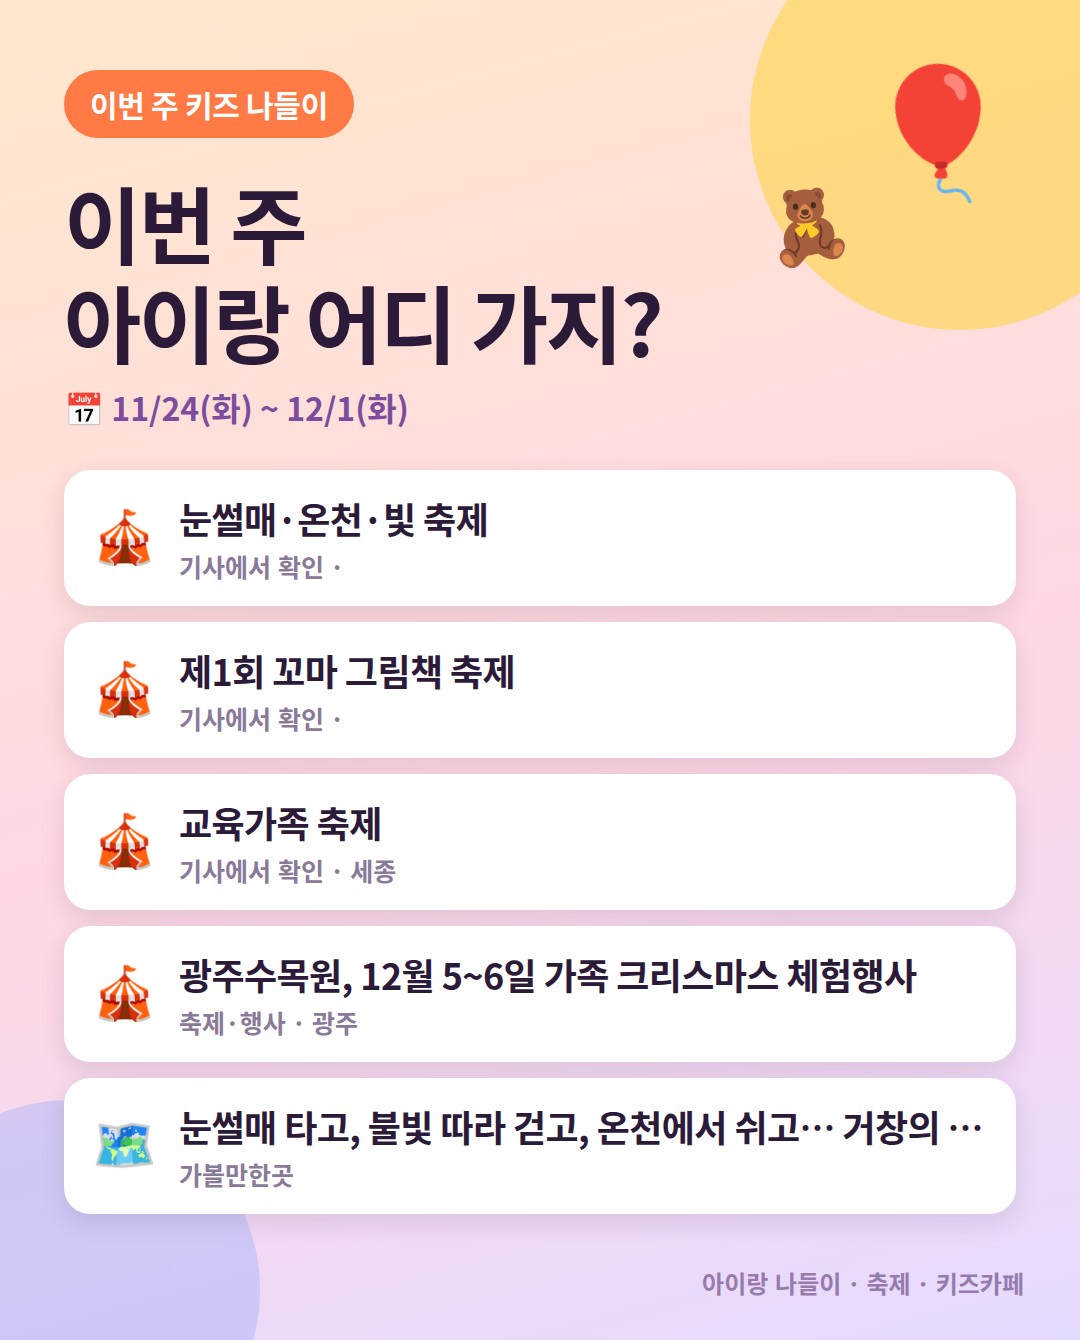 이번 주 키즈 나들이
이번 주
아이랑 어디 가지?
July
17
11/24(화) ~ 12/1(화)
눈썰매·온천·빛 축제
기사에서 확인 ·
제1회 꼬마 그림책 축제
기사에서 확인 ·
교육가족 축제
기사에서 확인 · 세종
광주수목원, 12월 5~6일 가족 크리스마스 체험행사
축제·행사 · 광주
눈썰매 타고, 불빛 따라 걷고, 온천에서 쉬고… 거창의 …
가볼만한곳
아이랑 나들이 · 축제 · 키즈카페